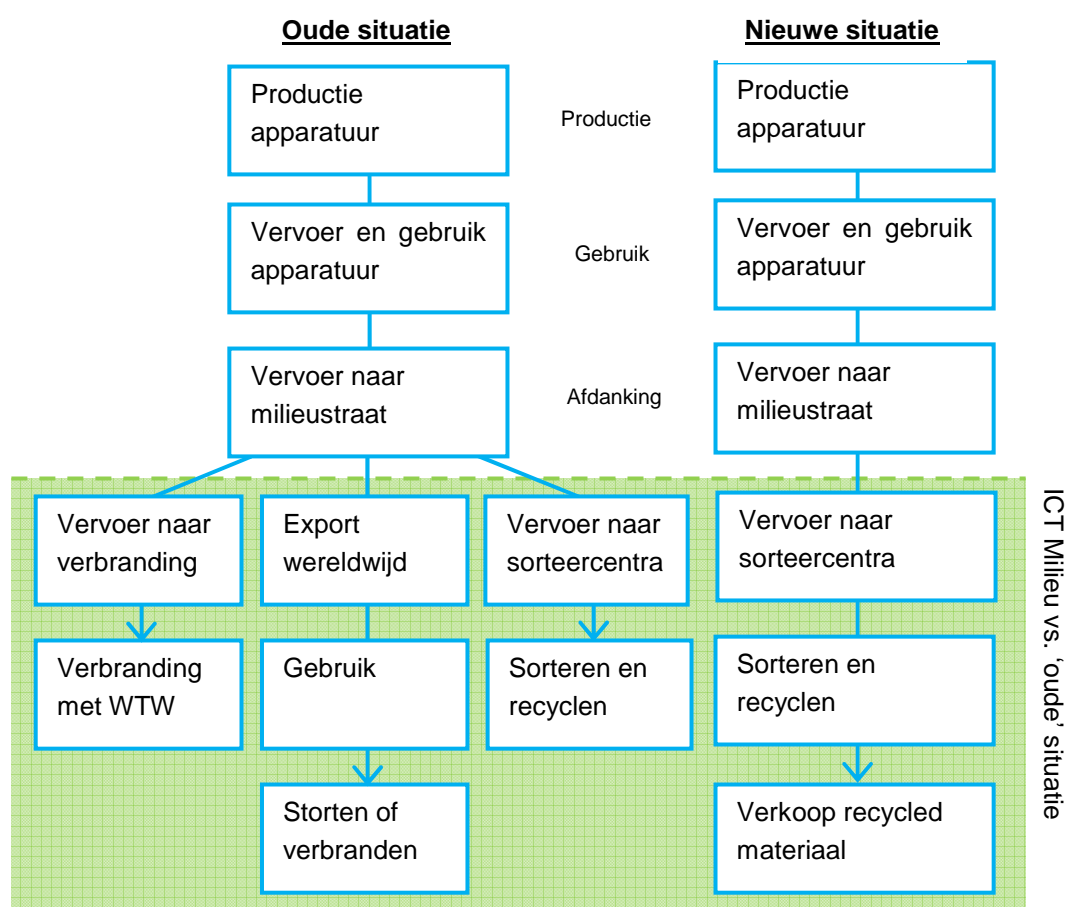 Oude situatie
Nieuwe situatie
Productie
apparatuur
Productie
Productie
apparatuur
Vervoer en gebruik
apparatuur
Gebruik
Vervoer en gebruik
apparatuur
Vervoer naar
milieustraat
Afdanking
Vervoer naar
milieustraat
Vervoer naar
verbranding
Export
wereldwijd
Vervoer naar
sorteercentra
Vervoer naar
sorteercentra
Verbranding
met WTW
Gebruik
Sorteren en
recyclen
Sorteren en
recyclen
Storten of
verbranden
Verkoop recycled
materiaal
ICT Milieu vs. ‘oude’ situatie